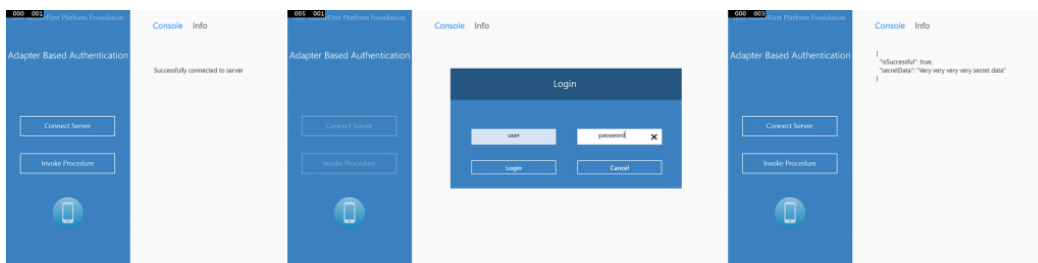 000 001
MobileFirst Platform Foundation
Adapter Based Authentication
Connect Server
Invoke Procedure
Console Info
Successfully connected to server
005 001
First Platform Foundation
Adapter Based Authentication
Connect Server
Invoke Procedure
Console Info
Login
user
password
Login
Cancel
000 003
First Platform Foundation
Adapter Based Authentication
Connect Server
Invoke Procedure
Console Info
{
"isSuccessful": true,
"secretData": "Very very very very secret data"
}